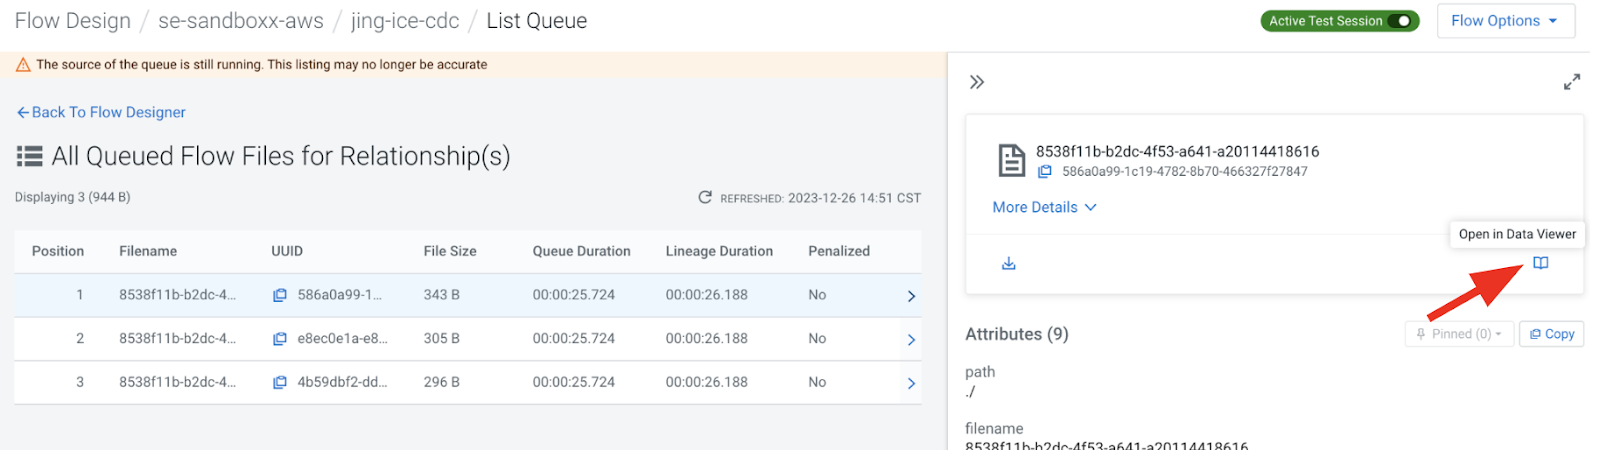 Flow Design / se-sandboxx-aws / jing-ice-cdc / List Queue
Active Test Session
Flow Options
The source of the queue is still running. This listing may no longer be accurate
Back To Flow Designer
All Queued Flow Files for Relationship(s)
Displaying 3 (944 B)
REFRESHED: 2023-12-26 14:51 CST
Position Filename UUID File Size Queue Duration Lineage Duration Penalized
1 8538f11b-b2dc-4... 586a0a99-1... 343 B 00:00:25.724 00:00:26.188 No
2 8538f11b-b2dc-4... e8ec0e1a-e8... 305 B 00:00:25.724 00:00:26.188 No
3 8538f11b-b2dc-4... 4b59dbf2-dd... 296 B 00:00:25.724 00:00:26.188 No
8538f11b-b2dc-4f53-a641-a20114418616
586a0a99-1c19-4782-8b70-466327f27847
More Details
Open in Data Viewer
Attributes (9)
Pinned (0)
Copy
path
./
filename
8538f11b-b2dc-4f53-a641-a20114418616